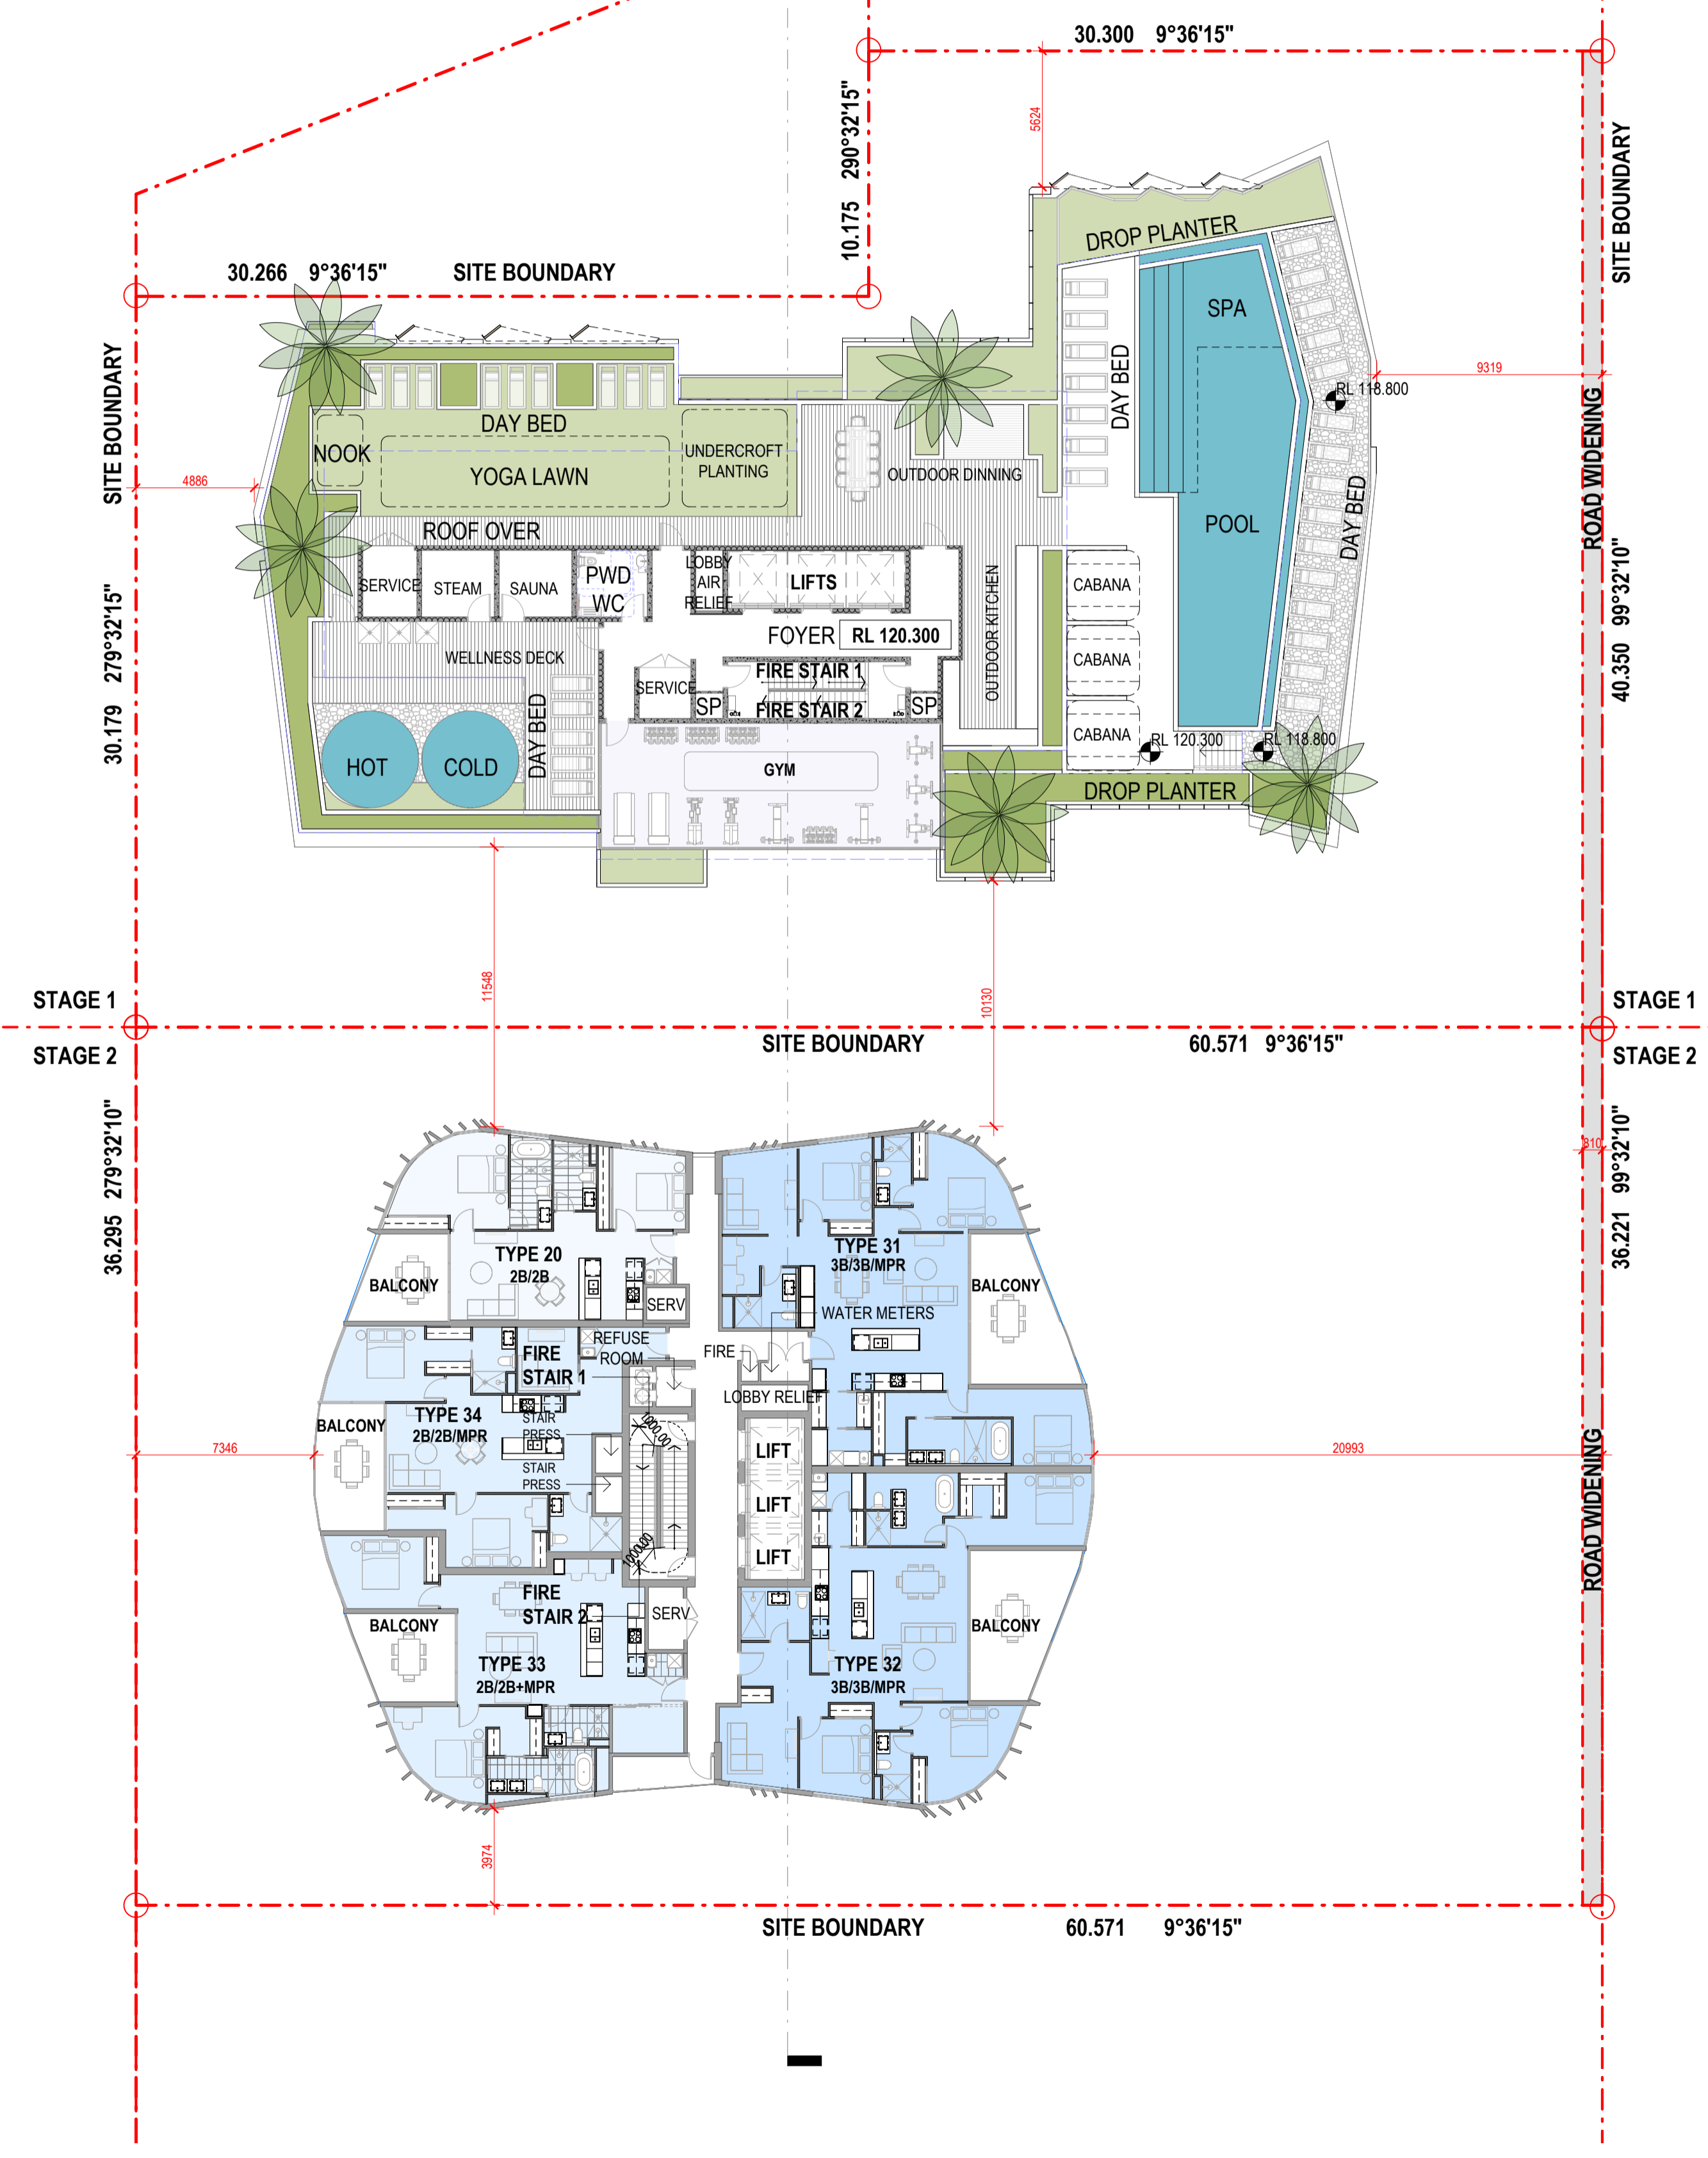 30.300 9°36'15"
5624
10.175 290°32'15"
SITE BOUNDARY
DROP PLANTER
30.266 9°36'15" SITE BOUNDARY
SPA
SITE BOUNDARY
9319
RL 118.800
DAY BED
DAY BED
NOOK
YOGA LAWN
UNDERCROFT
PLANTING
OUTDOOR DINNING
4886
ROAD WIDENING
DAY BED
POOL
ROOF OVER
SERVICE
STEAM
SAUNA
PWD
WC
LOBBY
AIR
RELIEF
LIFTS
CABANA
FOYER RL 120.300
OUTDOOR KITCHEN
40.350 99°32'10"
30.179 279°32'15"
WELLNESS DECK
CABANA
FIRE STAIR 1
SERVICE
SP
FIRE STAIR 2
SP
DAY BED
CABANA
RL 120.300
RL 118.800
HOT
COLD
GYM
DROP PLANTER
11548
10130
STAGE 1
STAGE 1
SITE BOUNDARY 60.571 9°36'15"
STAGE 2
STAGE 2
36.295 279°32'10"
810
36.221 99°32'10"
TYPE 20
2B/2B
TYPE 31
3B/3B/MPR
BALCONY
BALCONY
SERV
WATER METERS
REFUSE
ROOM
FIRE
FIRE
STAIR 1
LOBBY RELIEF
TYPE 34
2B/2B/MPR
BALCONY
STAIR
PRESS
1000.00
7346
LIFT
20993
STAIR
PRESS
LIFT
ROAD WIDENING
1000.00
LIFT
FIRE
STAIR 2
SERV
BALCONY
BALCONY
TYPE 33
2B/2B+MPR
TYPE 32
3B/3B/MPR
3974
SITE BOUNDARY 60.571 9°36'15"